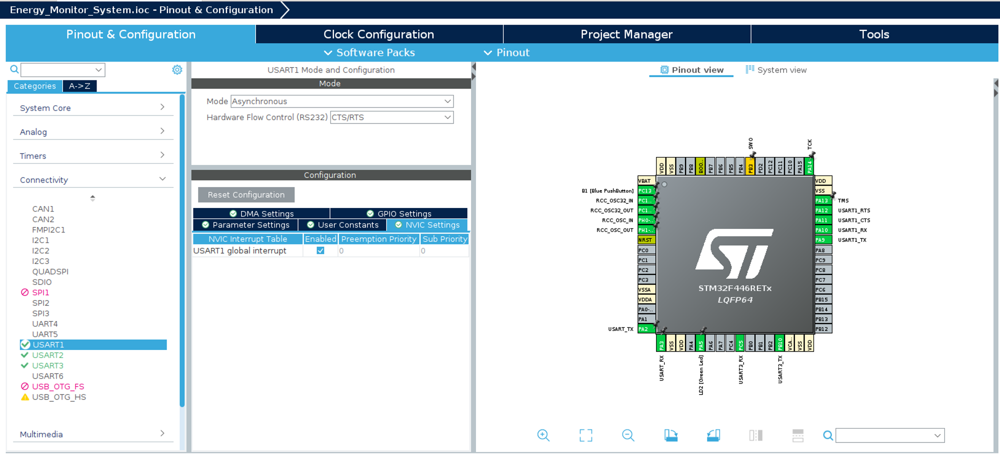 Energy_Monitor_System.ioc - Pinout & Configuration
Pinout & Configuration
Clock Configuration
Project Manager
Tools
Software Packs
Pinout
Categories
A->Z
System Core
Analog
Timers
Connectivity
CAN1
CAN2
FMPI2C1
I2C1
I2C2
I2C3
QUADSPI
SDIO
SPI1
SPI2
SPI3
UART4
UART5
USART1
USART2
USART3
USART6
USB_OTG_FS
USB_OTG_HS
Multimedia
USART1 Mode and Configuration
Mode
Mode Asynchronous
Hardware Flow Control (RS232) CTS/RTS
Configuration
Reset Configuration
DMA Settings
GPIO Settings
Parameter Settings
User Constants
NVIC Settings
NVIC Interrupt Table Enabled Preemption Priority Sub Priority
USART1 global interrupt 0 0
Pinout view
System view
SWO
TCK
VDD
VSS
PB9
PB8
BOO..
PB7
PB6
PB5
PB4
PB3
PD2
PC12
PC11
PC10
PA15
PA14
VBAT
B1 [Blue PushButton] PC13
RCC_OSC32_IN PC1..
RCC_OSC32_OUT PC1..
RCC_OSC_IN PH0-..
RCC_OSC_OUT PH1-..
NRST
PC0
PC1
PC2
PC3
VSSA
VDDA
PA0-..
PA1
USART_TX PA2
VDD
VSS
PA13 TMS
PA12 USART1_RTS
PA11 USART1_CTS
PA10 USART1_RX
PA9 USART1_TX
PA8
PC9
PC8
PC7
PC6
PB15
PB14
PB13
PB12
STM32F446RETx
LQFP64
PA3
VSS
VDD
PA4
PA5
PA6
PA7
PC4
PC5
PB0
PB1
PB2
PB10
VCA..
VSS
VDD
USART_RX
LD2 [Green Led]
USART3_RX
USART3_TX